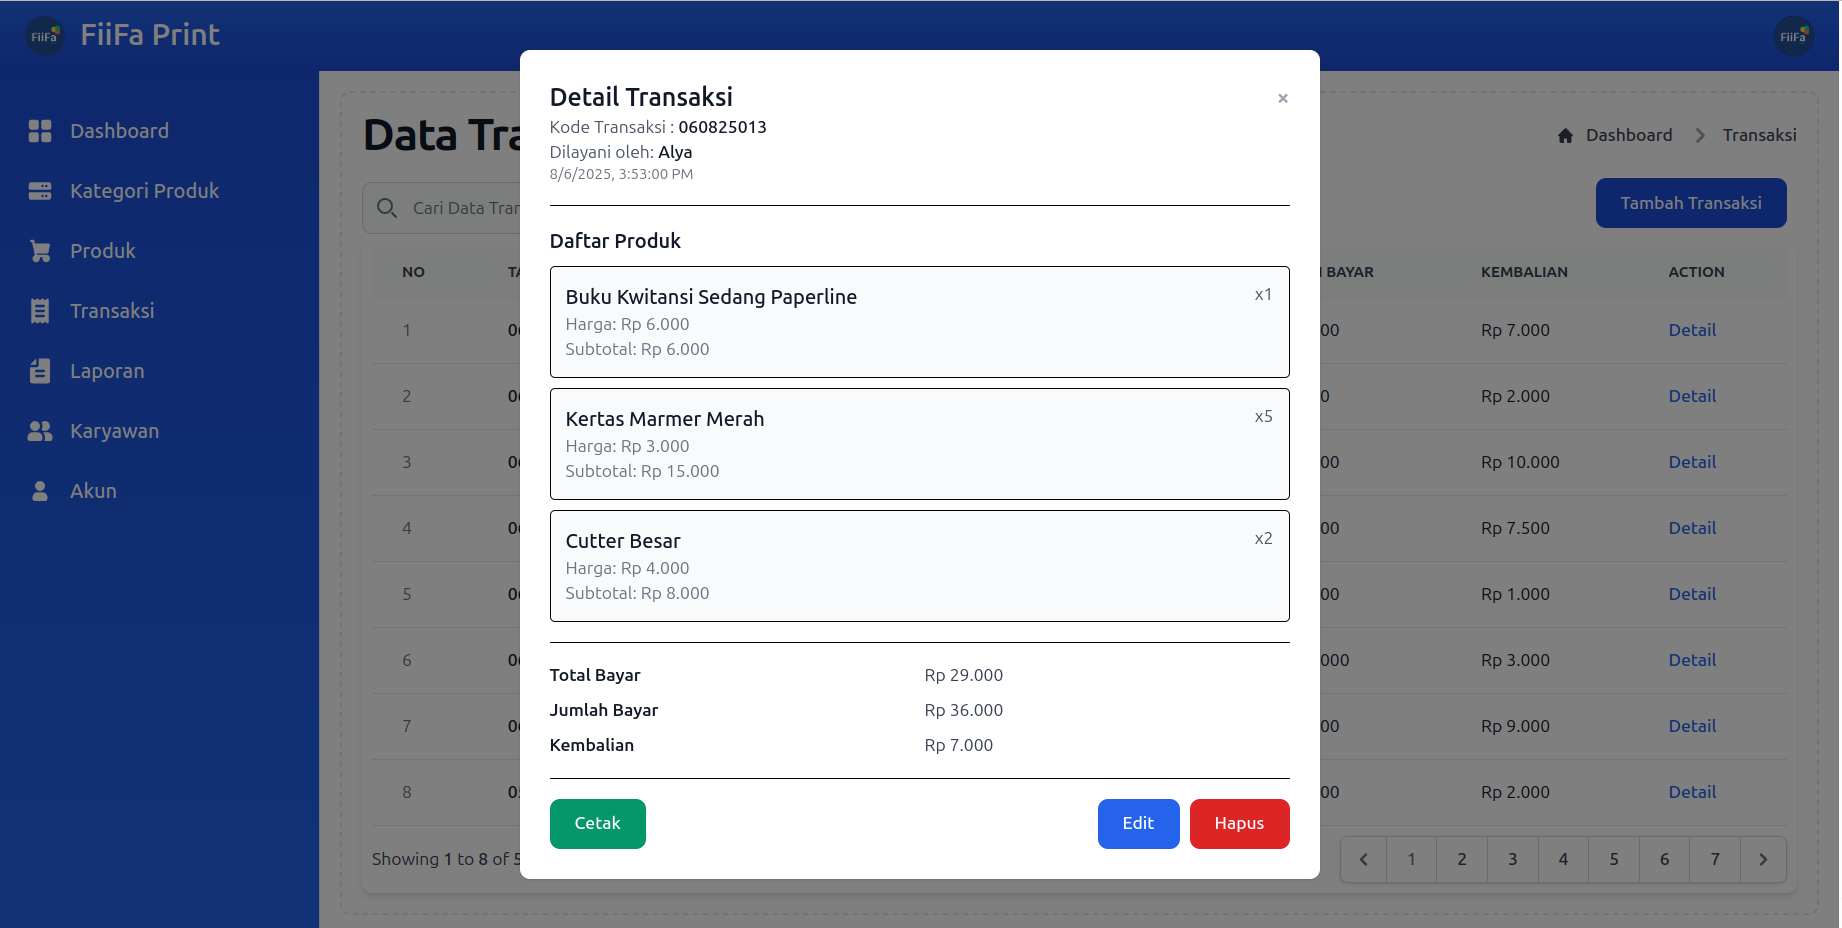 FiiFa
FiiFa Print
FiiFa
Dashboard
Kategori Produk
Produk
Transaksi
Laporan
Karyawan
Akun
Data Tra
Dashboard
Transaksi
Cari Data Tran
Tambah Transaksi
NO
TA
BAYAR
KEMBALIAN
ACTION
1
00
Rp 7.000
Detail
2
0
Rp 2.000
Detail
3
00
Rp 10.000
Detail
4
00
Rp 7.500
Detail
5
00
Rp 1.000
Detail
6
000
Rp 3.000
Detail
7
00
Rp 9.000
Detail
8
00
Rp 2.000
Detail
Showing 1 to 8 of 5
1 2 3 4 5 6 7
Detail Transaksi
×
Kode Transaksi : 060825013
Dilayani oleh: Alya
8/6/2025, 3:53:00 PM
Daftar Produk
Buku Kwitansi Sedang Paperline
x1
Harga: Rp 6.000
Subtotal: Rp 6.000
Kertas Marmer Merah
x5
Harga: Rp 3.000
Subtotal: Rp 15.000
Cutter Besar
x2
Harga: Rp 4.000
Subtotal: Rp 8.000
Total Bayar
Rp 29.000
Jumlah Bayar
Rp 36.000
Kembalian
Rp 7.000
Cetak
Edit
Hapus